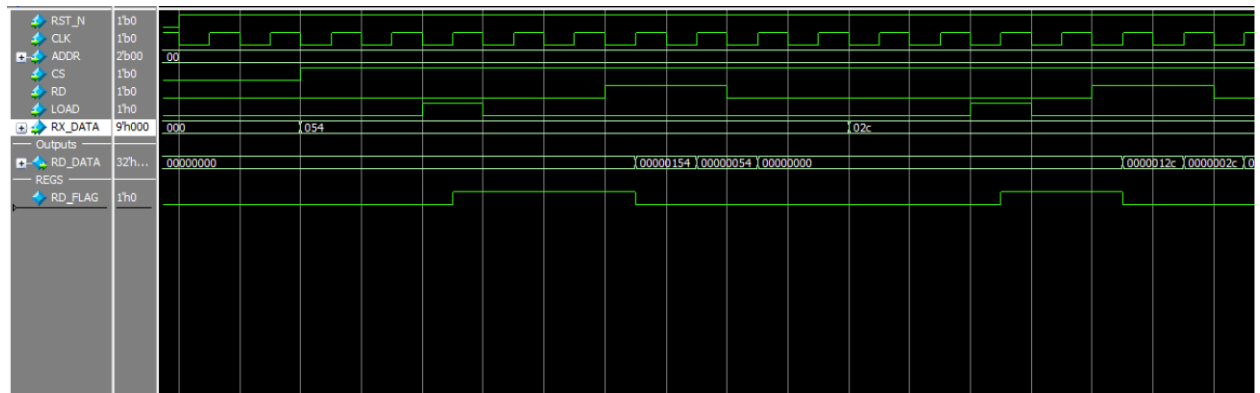 RST_N 1'b0
CLK 1'b0
ADDR 2'b00 00
CS 1'b0
RD 1'b0
LOAD 1'h0
RX_DATA 9'h000 000 054 02c
Outputs
RD_DATA 32'h... 00000000 00000154 00000054 00000000 0000012c 0000002c 0
REGS
RD_FLAG 1'h0